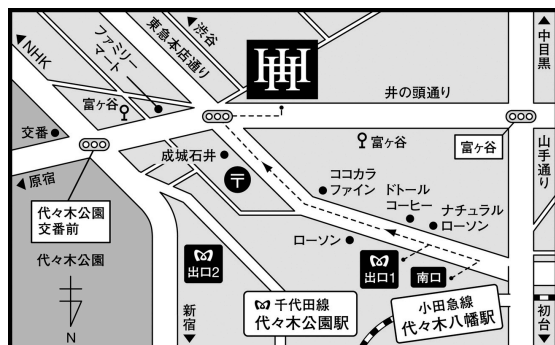 NHK
ファミリー
マート
東急本店通り
渋谷
HHH
中目黒
井の頭通り
富ヶ谷
交番
富ヶ谷
富ヶ谷
山手通り
成城石井
原宿
ココカラ
ファイン
ドトール
コーヒー
ナチュラル
ローソン
代々木公園
交番前
代々木公園
ローソン
出口2
出口1
南口
千代田線
代々木公園駅
小田急線
代々木八幡駅
新宿
初台
N